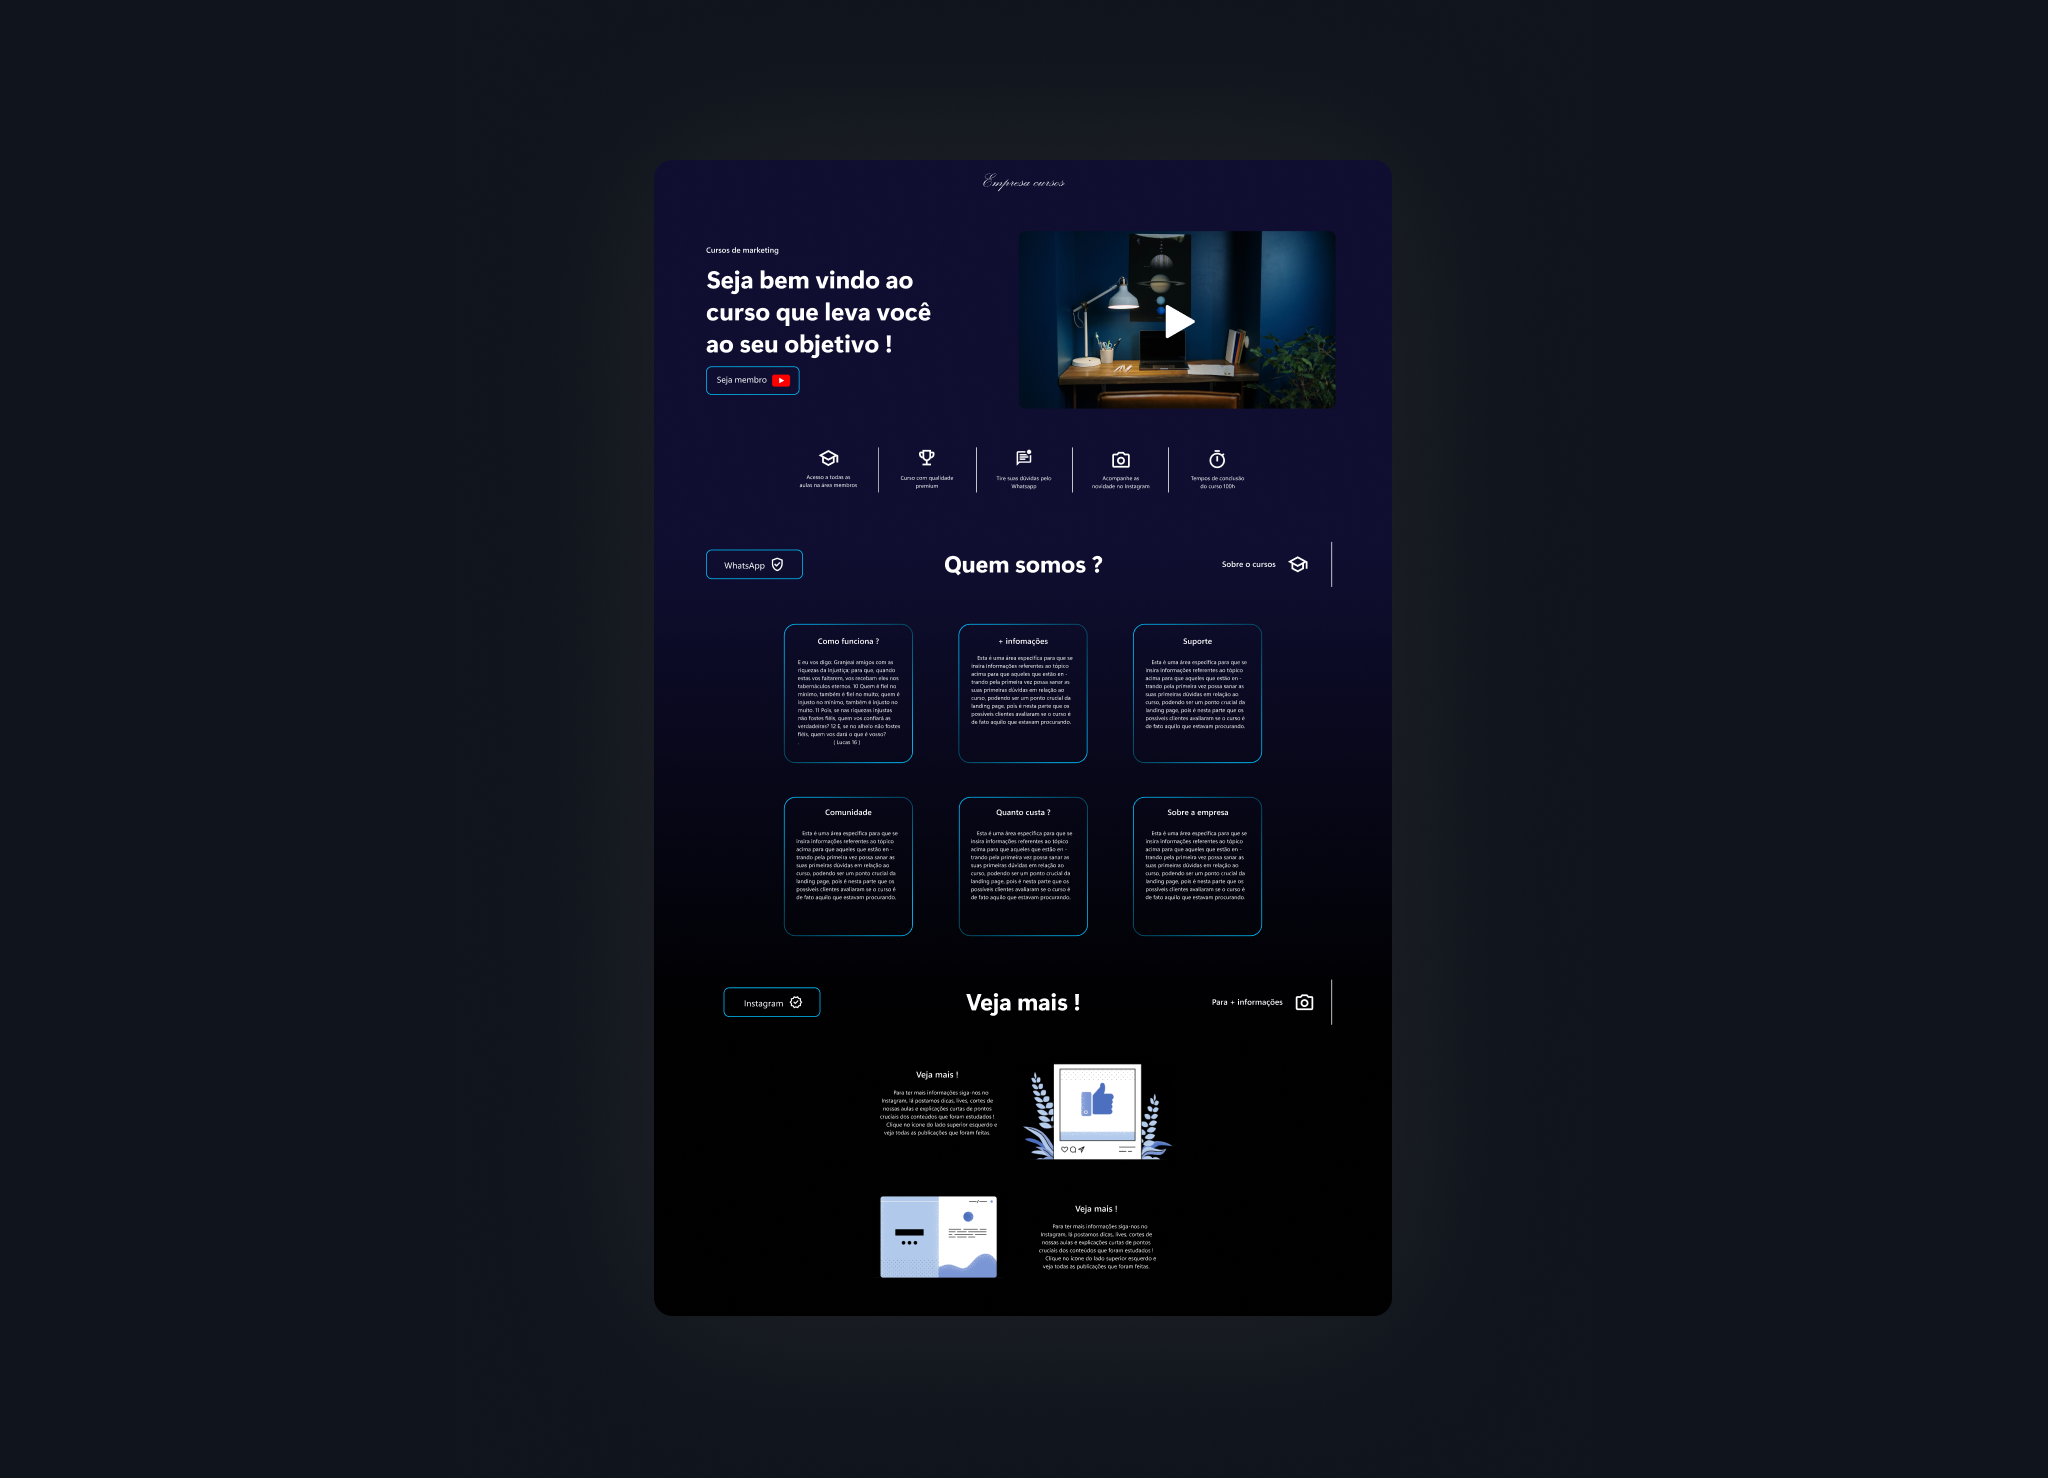 Empresa cursos
Cursos de marketing
Seja bem vindo ao
curso que leva você
ao seu objetivo !
Seja membro
Acesso a todas as
aulas na área membros
Curso com qualidade
premium
Tire suas dúvidas pelo
Whatsapp
Acompanhe as
novidade no Instagram
Tempos de conclusão
do curso 100h
WhatsApp
Quem somos ?
Sobre o cursos
Como funciona ?
E eu vos digo: Granjeai amigos com as
riquezas da injustiça; para que, quando
estas vos faltarem, vos recebam eles nos
tabernáculos eternos. 10 Quem é fiel no
mínimo, também é fiel no muito; quem é
injusto no mínimo, também é injusto no
muito. 11 Pois, se nas riquezas injustas
não fostes fiéis, quem vos confiará as
verdadeiras? 12 E, se no alheio não fostes
fiéis, quem vos dará o que é vosso?
. ( Lucas 16 )
+ infomações
Esta é uma área específica para que se
insira informações referentes ao tópico
acima para que aqueles que estão en -
trando pela primeira vez possa sanar as
suas primeiras dúvidas em relação ao
curso, podendo ser um ponto crucial da
landing page, pois é nesta parte que os
possíveis clientes avaliaram se o curso é
de fato aquilo que estavam procurando.
Suporte
Esta é uma área específica para que se
insira informações referentes ao tópico
acima para que aqueles que estão en -
trando pela primeira vez possa sanar as
suas primeiras dúvidas em relação ao
curso, podendo ser um ponto crucial da
landing page, pois é nesta parte que os
possíveis clientes avaliaram se o curso é
de fato aquilo que estavam procurando.
Comunidade
Esta é uma área específica para que se
insira informações referentes ao tópico
acima para que aqueles que estão en -
trando pela primeira vez possa sanar as
suas primeiras dúvidas em relação ao
curso, podendo ser um ponto crucial da
landing page, pois é nesta parte que os
possíveis clientes avaliaram se o curso é
de fato aquilo que estavam procurando.
Quanto custa ?
Esta é uma área específica para que se
insira informações referentes ao tópico
acima para que aqueles que estão en -
trando pela primeira vez possa sanar as
suas primeiras dúvidas em relação ao
curso, podendo ser um ponto crucial da
landing page, pois é nesta parte que os
possíveis clientes avaliaram se o curso é
de fato aquilo que estavam procurando.
Sobre a empresa
Esta é uma área específica para que se
insira informações referentes ao tópico
acima para que aqueles que estão en -
trando pela primeira vez possa sanar as
suas primeiras dúvidas em relação ao
curso, podendo ser um ponto crucial da
landing page, pois é nesta parte que os
possíveis clientes avaliaram se o curso é
de fato aquilo que estavam procurando.
Instagram
Veja mais !
Para + informações
Veja mais !
Para ter mais informações siga-nos no
Instagram, lá postamos dicas, lives, cortes de
nossas aulas e explicações curtas de pontos
cruciais dos conteúdos que foram estudados !
Clique no ícone do lado superior esquerdo e
veja todas as publicações que foram feitas.
Veja mais !
Para ter mais informações siga-nos no
Instagram, lá postamos dicas, lives, cortes de
nossas aulas e explicações curtas de pontos
cruciais dos conteúdos que foram estudados !
Clique no ícone do lado superior esquerdo e
veja todas as publicações que foram feitas.